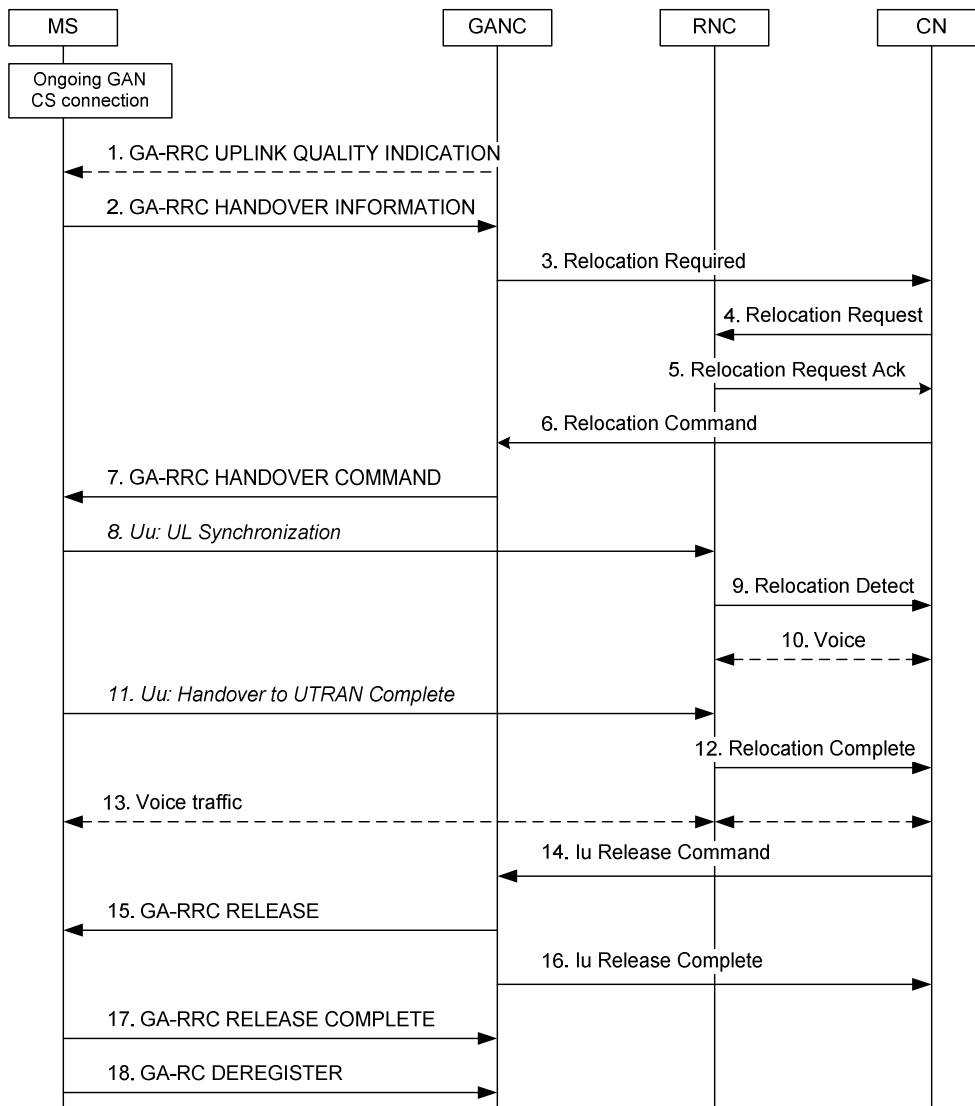 MS
GANC
RNC
CN
Ongoing GAN
CS connection
1. GA-RRC UPLINK QUALITY INDICATION
2. GA-RRC HANDOVER INFORMATION
3. Relocation Required
4. Relocation Request
5. Relocation Request Ack
6. Relocation Command
7. GA-RRC HANDOVER COMMAND
8. Uu: UL Synchronization
9. Relocation Detect
10. Voice
11. Uu: Handover to UTRAN Complete
12. Relocation Complete
13. Voice traffic
14. Iu Release Command
15. GA-RRC RELEASE
16. Iu Release Complete
17. GA-RRC RELEASE COMPLETE
18. GA-RC DEREGISTER